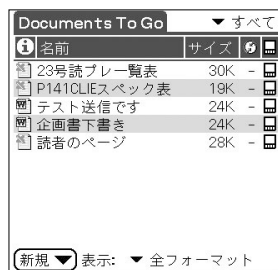 Documents To Go ▼ すべて
名前 サイズ
23号読プレ一覧表 30K -
P141CLIEスペック表 19K -
テスト送信です 24K -
企画書下書き 24K -
読者のページ 28K -
新規 ▼ 表示: ▼ 全フォーマット